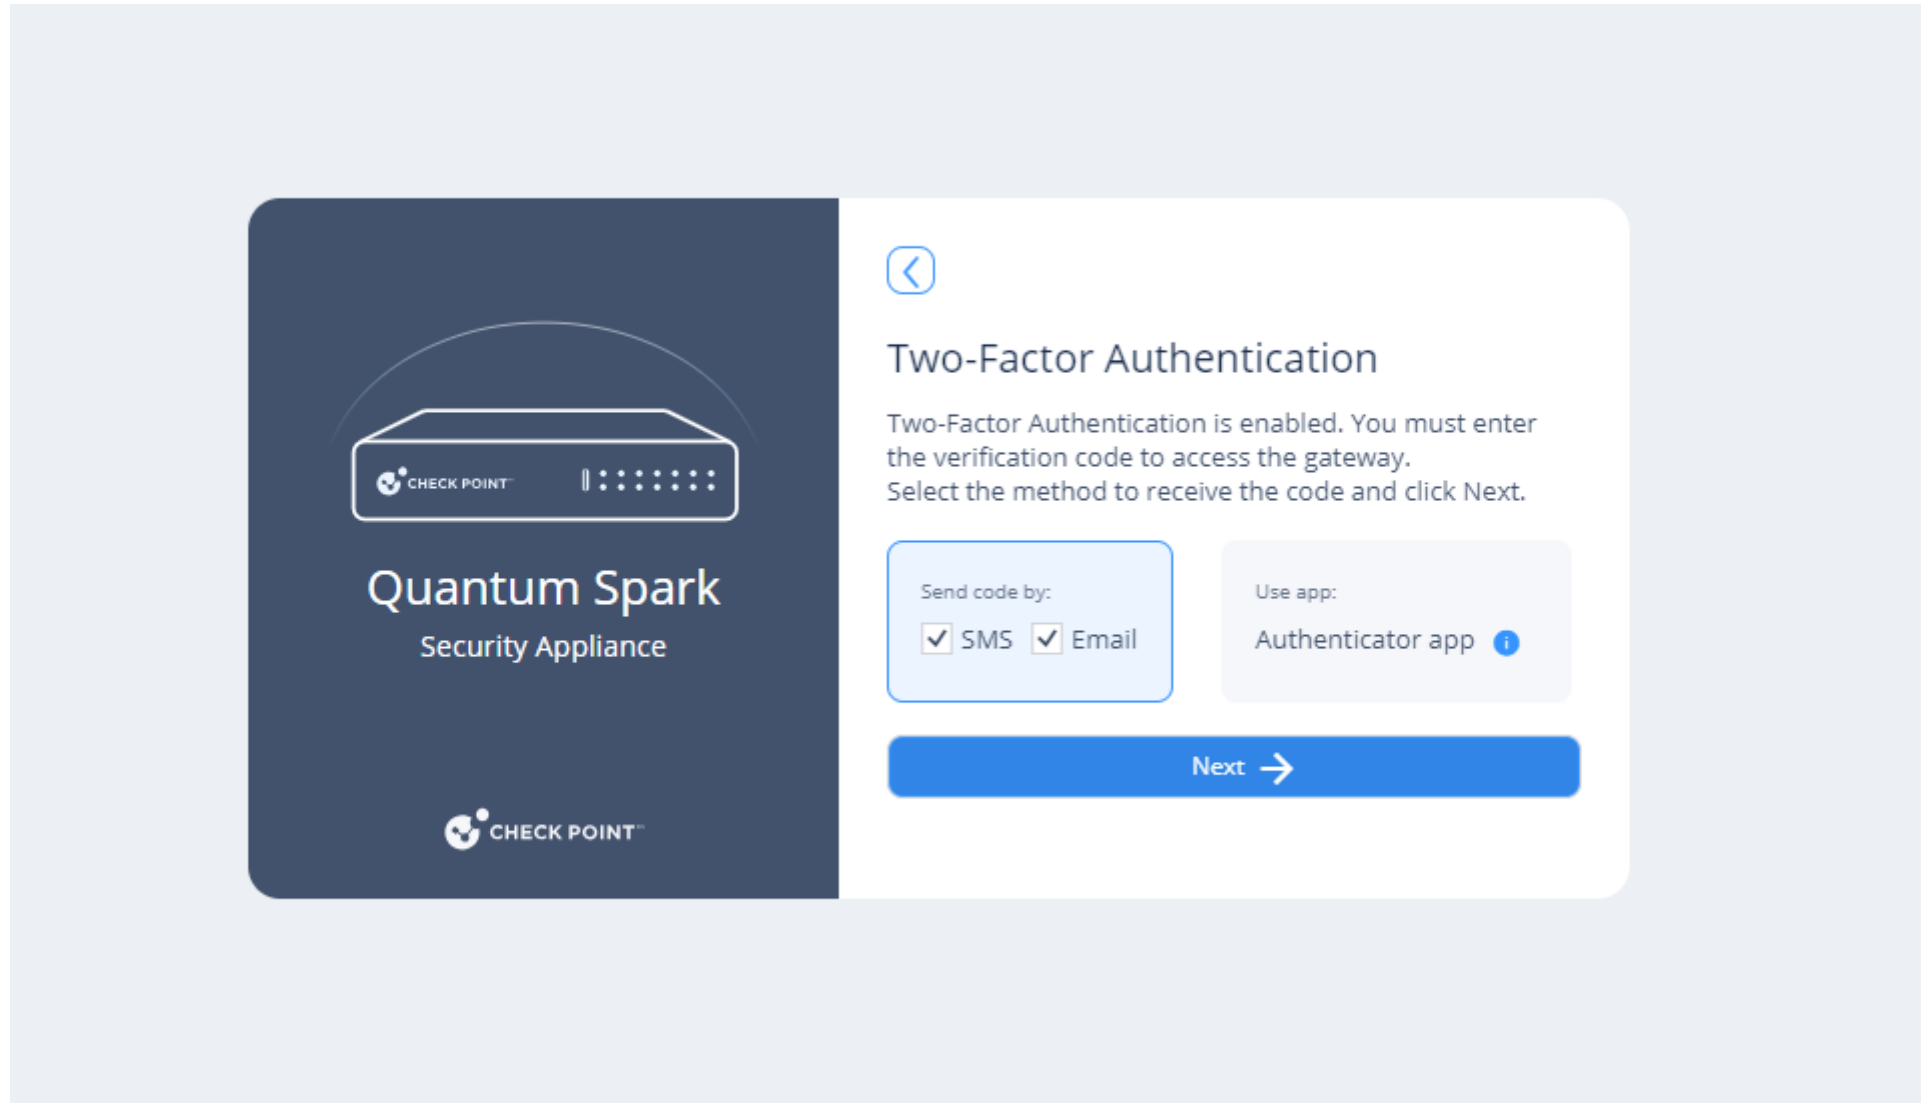 CHECK POINT
Quantum Spark
Security Appliance
CHECK POINT
Two-Factor Authentication
Two-Factor Authentication is enabled. You must enter
the verification code to access the gateway.
Select the method to receive the code and click Next.
Send code by:
SMS Email
Use app:
Authenticator app
Next